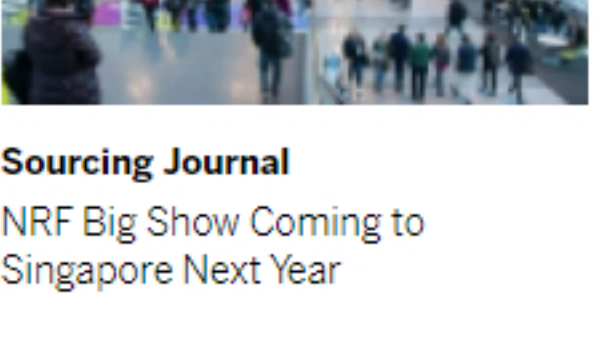 Sourcing Journal
NRF Big Show Coming to
Singapore Next Year